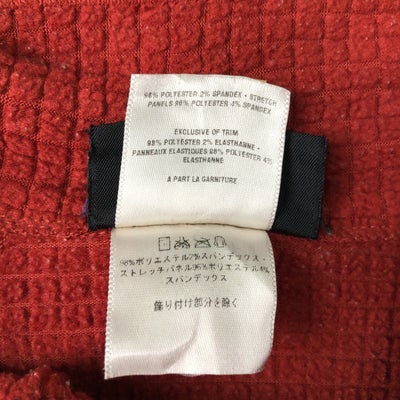 98% POLYESTER 2% SPANDEX • STRETCH
PANELS 96% POLYESTER 4% SPANDEX
EXCLUSIVE OF TRIM
98% POLYESTER 2% ELASTHANNE •
PANNEAUX ELASTIQUES 96% POLYESTER 4%
ELASTHANNE
A PART LA GARNITURE
98%ポリエステル2%スパンデックス・
ストレッチパネル96%ポリエステル4%
スパンデックス
飾り付け部分を除く